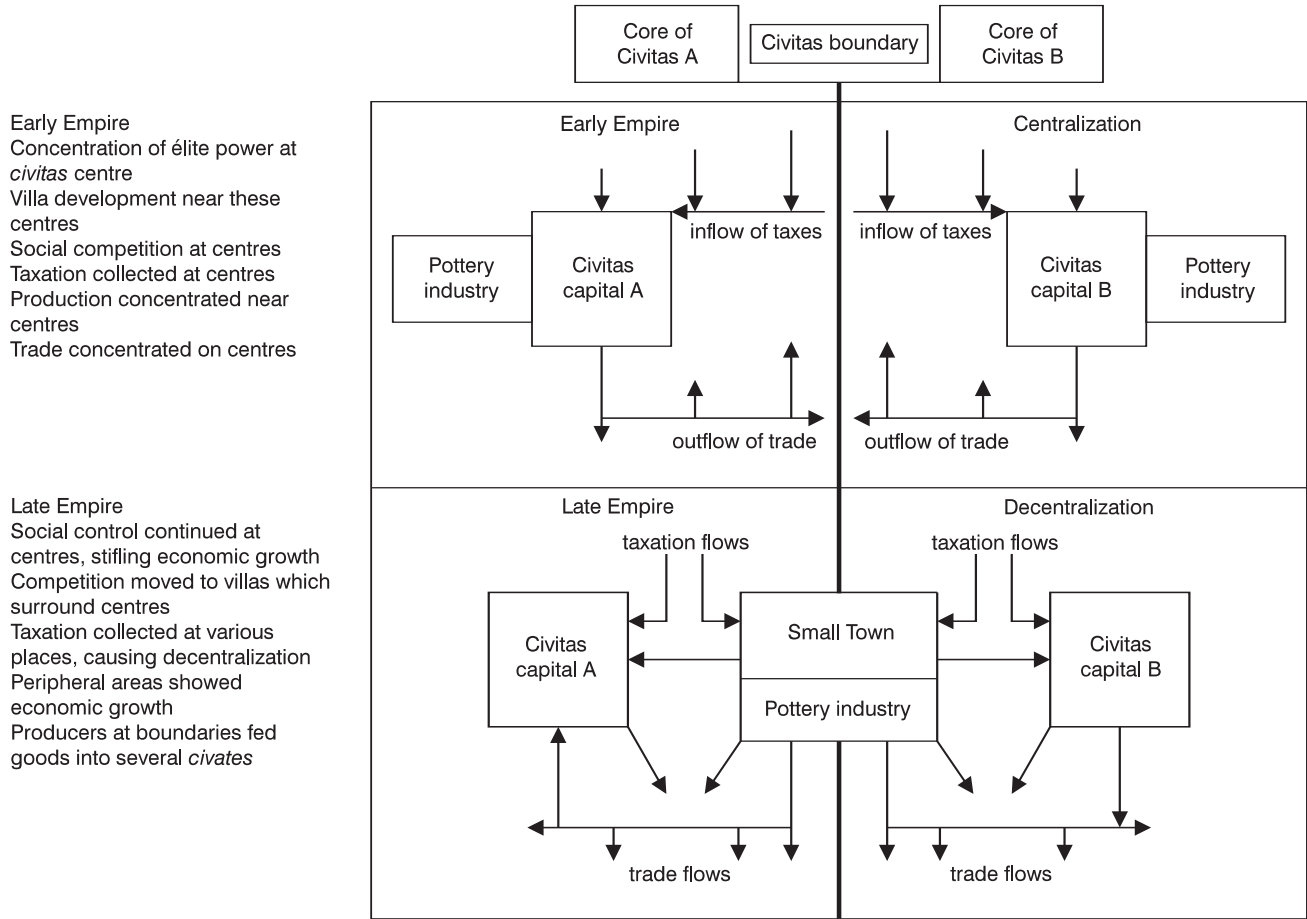 Core of
Civitas A
Civitas boundary
Core of
Civitas B
Early Empire
Concentration of élite power at
civitas centre
Villa development near these
centres
Social competition at centres
Taxation collected at centres
Production concentrated near
centres
Trade concentrated on centres
Early Empire
Centralization
inflow of taxes
inflow of taxes
Pottery
industry
Civitas
capital A
Civitas
capital B
Pottery
industry
outflow of trade
outflow of trade
Late Empire
Social control continued at
centres, stifling economic growth
Competition moved to villas which
surround centres
Taxation collected at various
places, causing decentralization
Peripheral areas showed
economic growth
Producers at boundaries fed
goods into several civates
Late Empire
Decentralization
taxation flows
taxation flows
Civitas
capital A
Small Town
Pottery industry
Civitas
capital B
trade flows
trade flows